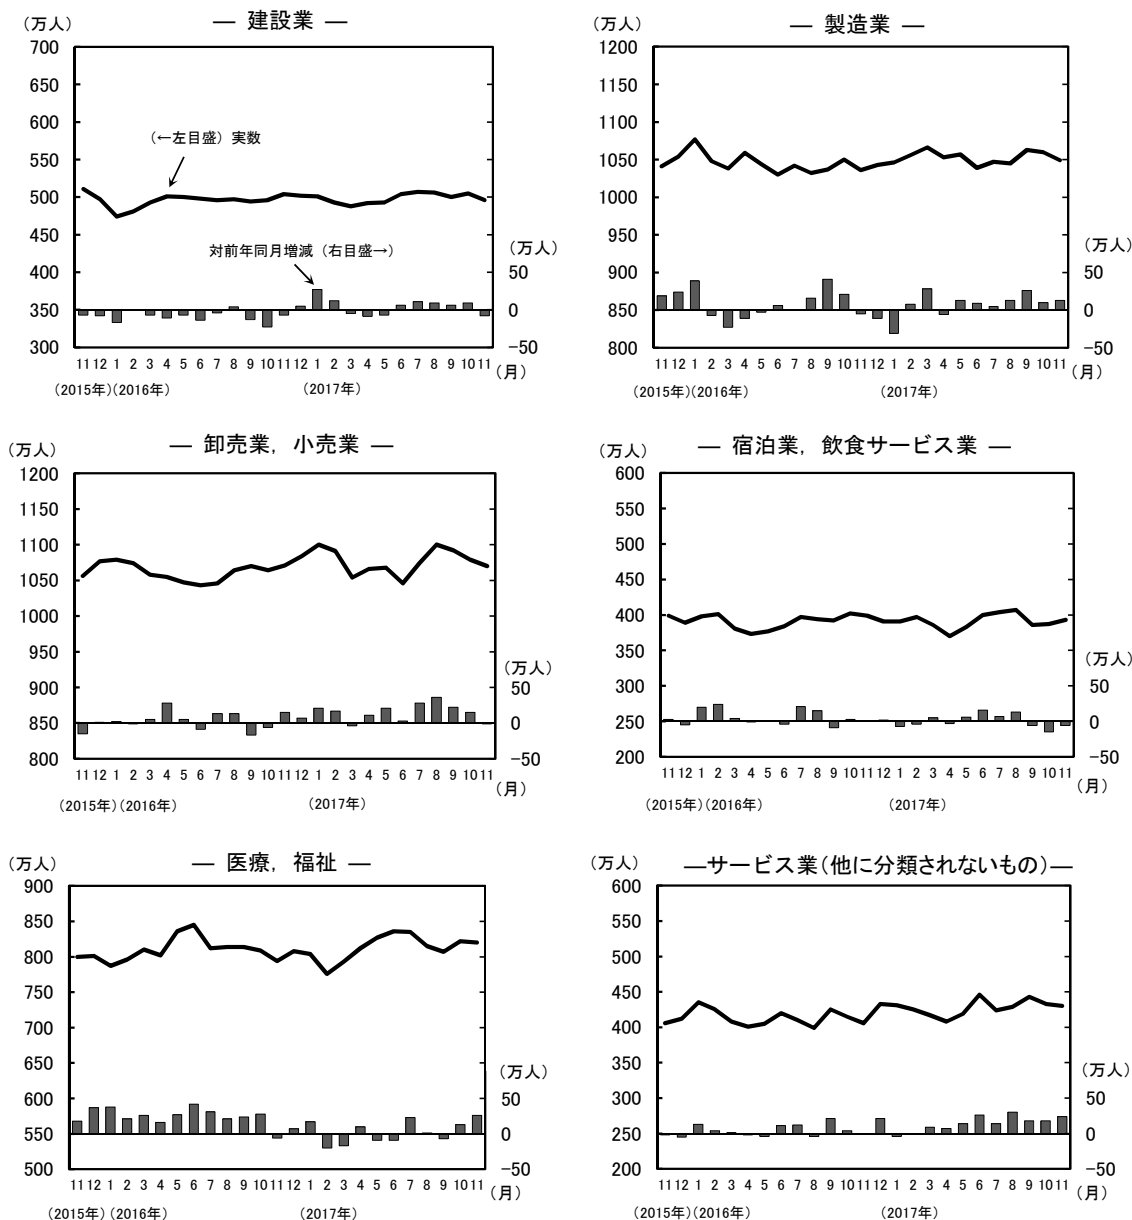 (万人) ― 建設業 ―
700
650
600
550
500
450
400
350
300
(←左目盛) 実数
対前年同月増減 (右目盛→)
(万人)
50
0
−50
11 12 1 2 3 4 5 6 7 8 9 10 11 12 1 2 3 4 5 6 7 8 9 10 11 (月)
(2015年)(2016年) (2017年)
(万人) ― 製造業 ―
1200
1150
1100
1050
1000
950
900
850
800
(万人)
50
0
−50
11 12 1 2 3 4 5 6 7 8 9 10 11 12 1 2 3 4 5 6 7 8 9 10 11 (月)
(2015年)(2016年) (2017年)
(万人) ― 卸売業, 小売業 ―
1200
1150
1100
1050
1000
950
900
850
800
(万人)
50
0
−50
11 12 1 2 3 4 5 6 7 8 9 10 11 12 1 2 3 4 5 6 7 8 9 10 11 (月)
(2015年)(2016年) (2017年)
(万人) ― 宿泊業, 飲食サービス業 ―
600
550
500
450
400
350
300
250
200
(万人)
50
0
−50
11 12 1 2 3 4 5 6 7 8 9 10 11 12 1 2 3 4 5 6 7 8 9 10 11 (月)
(2015年)(2016年) (2017年)
(万人) ― 医療, 福祉 ―
900
850
800
750
700
650
600
550
500
(万人)
50
0
−50
11 12 1 2 3 4 5 6 7 8 9 10 11 12 1 2 3 4 5 6 7 8 9 10 11 (月)
(2015年)(2016年) (2017年)
(万人) ―サービス業(他に分類されないもの)―
600
550
500
450
400
350
300
250
200
(万人)
50
0
−50
11 12 1 2 3 4 5 6 7 8 9 10 11 12 1 2 3 4 5 6 7 8 9 10 11 (月)
(2015年)(2016年) (2017年)